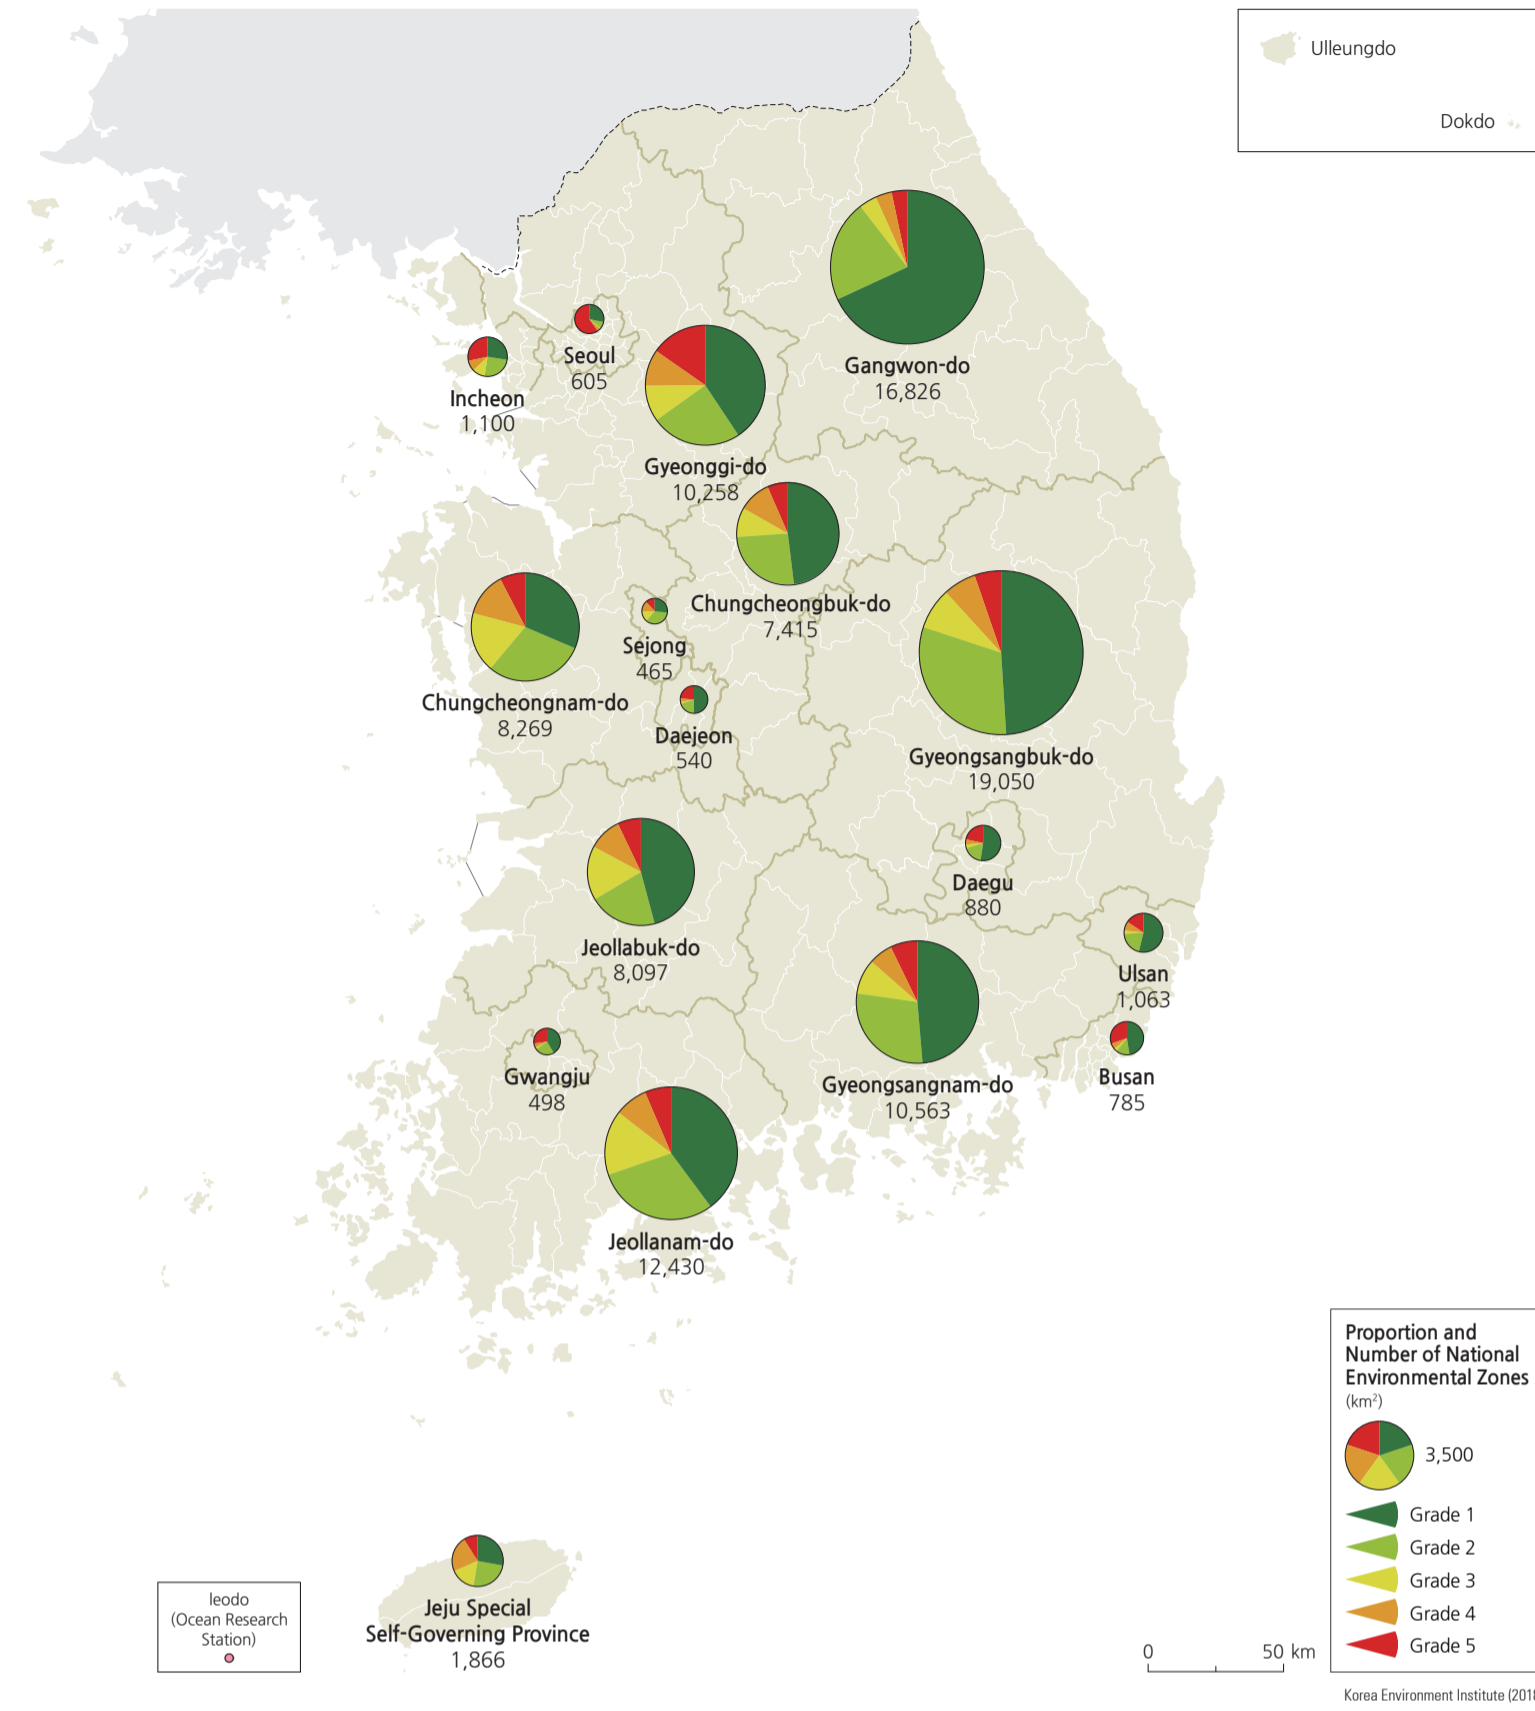 Ulleungdo
Dokdo
Gangwon-do
16,826
Seoul
605
Incheon
1,100
Gyeonggi-do
10,258
Chungcheongbuk-do
7,415
Sejong
465
Chungcheongnam-do
8,269
Daejeon
540
Gyeongsangbuk-do
19,050
Daegu
880
Jeollabuk-do
8,097
Ulsan
1,063
Gwangju
498
Gyeongsangnam-do
10,563
Busan
785
Jeollanam-do
12,430
Proportion and
Number of National
Environmental Zones
(km²)
3,500
Grade 1
Grade 2
Grade 3
Grade 4
Grade 5
Ieodo
(Ocean Research
Station)
Jeju Special
Self-Governing Province
1,866
0 50 km
Korea Environment Institute (2018